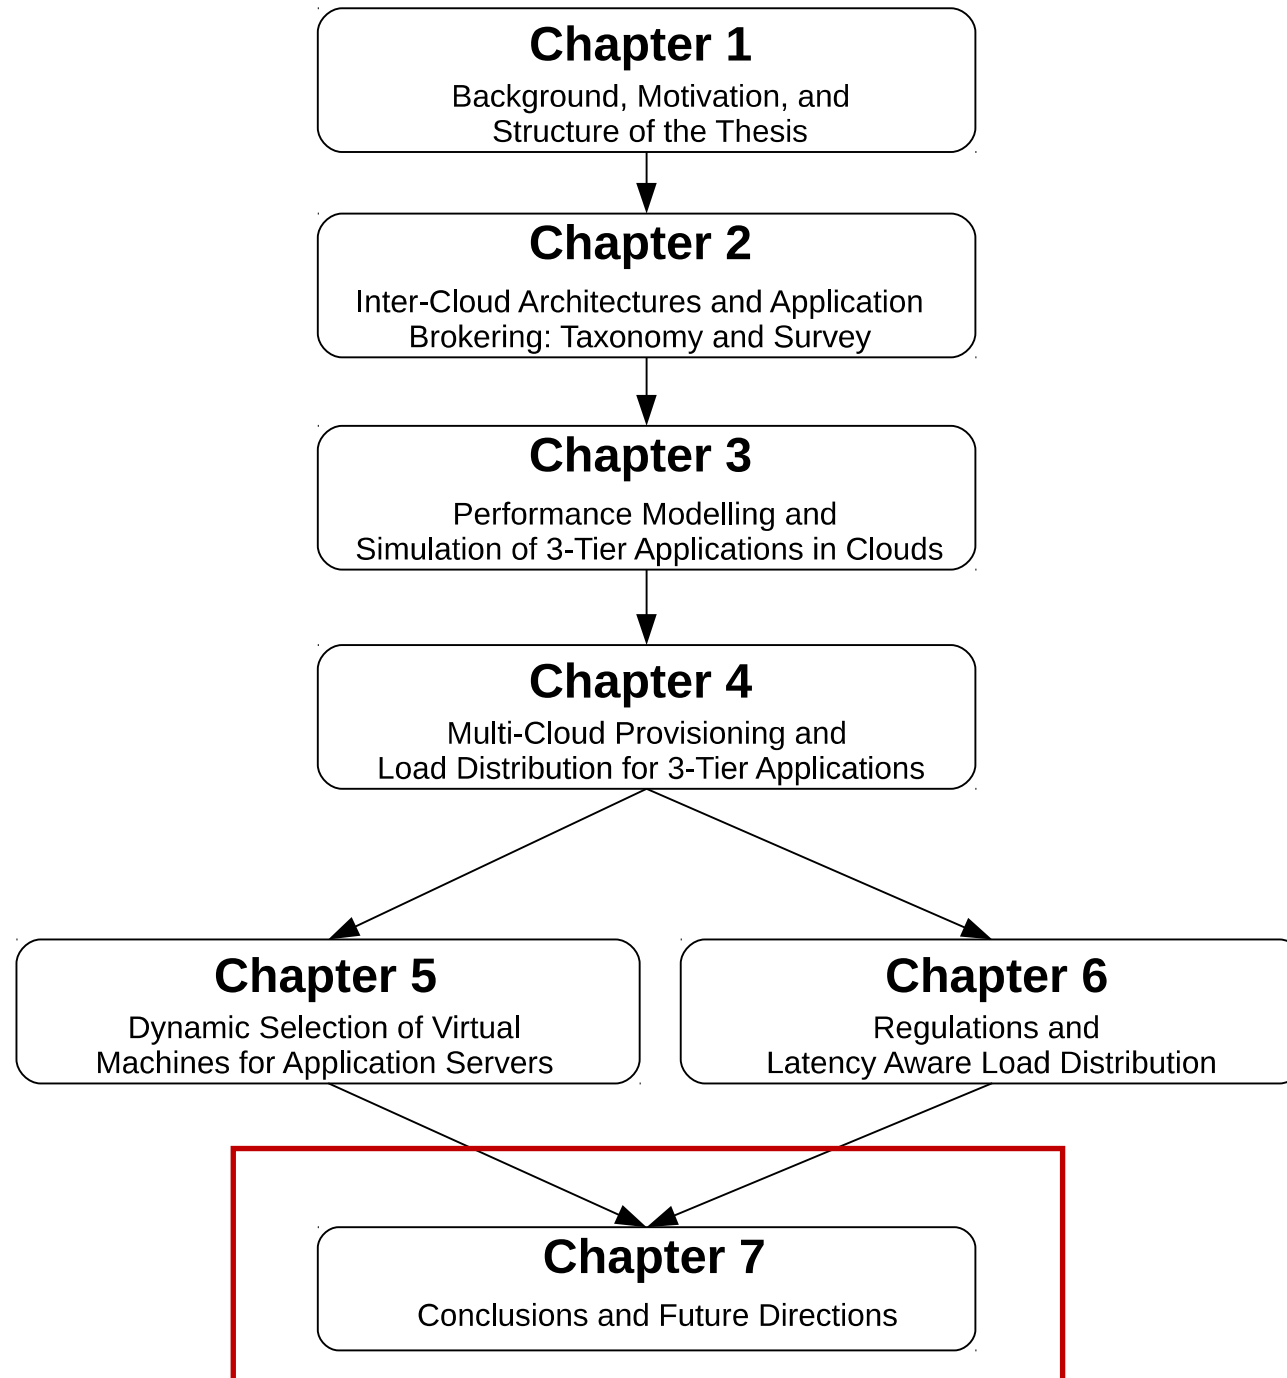 Chapter 1
Background, Motivation, and
Structure of the Thesis
Chapter 2
Inter-Cloud Architectures and Application
Brokering: Taxonomy and Survey
Chapter 3
Performance Modelling and
Simulation of 3-Tier Applications in Clouds
Chapter 4
Multi-Cloud Provisioning and
Load Distribution for 3-Tier Applications
Chapter 5
Dynamic Selection of Virtual
Machines for Application Servers
Chapter 6
Regulations and
Latency Aware Load Distribution
Chapter 7
Conclusions and Future Directions